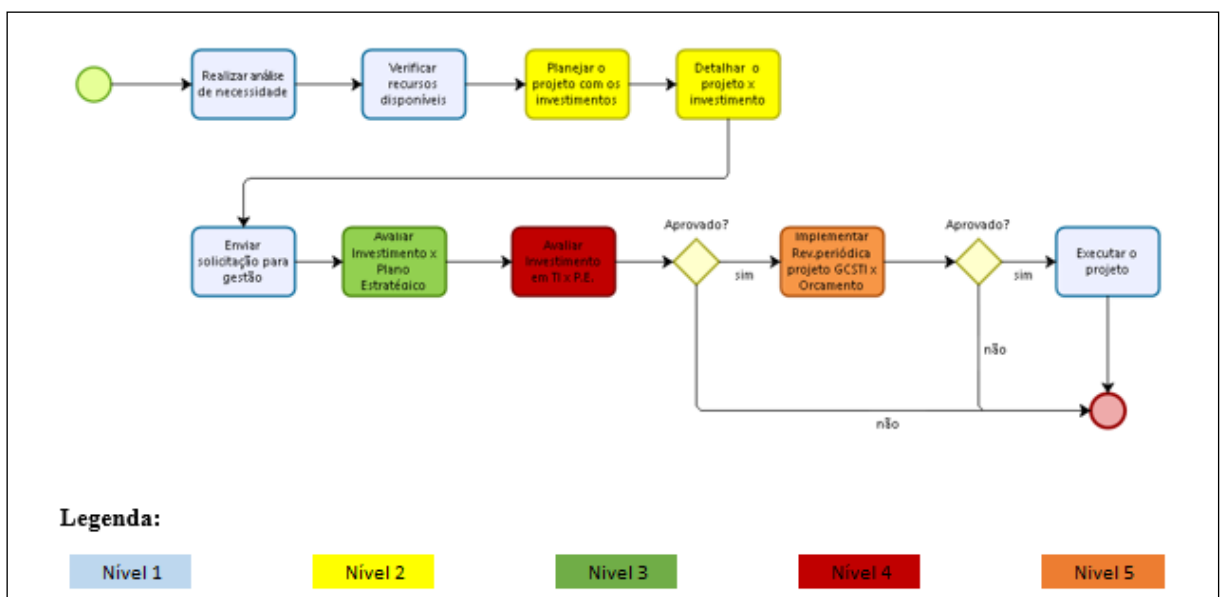 Realizar análise
de necessidade
Verificar
recursos
disponíveis
Planejar o
projeto com os
investimentos
Detalhar o
projeto x
investimento
Enviar
solicitação para
gestão
Avaliar
Investimento x
Plano
Estratégico
Avaliar
Investimento
em TI x P.E.
Aprovado?
sim
não
Implementar
Rev.periódica
projeto GCSTI x
Orcamento
Aprovado?
sim
não
Executar o
projeto
Legenda:
Nível 1
Nível 2
Nível 3
Nível 4
Nível 5